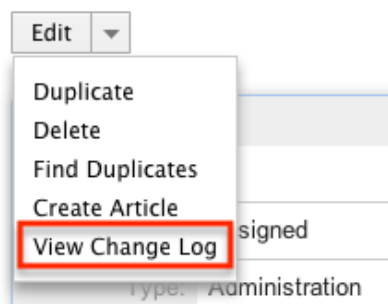 Edit
Duplicate
Delete
Find Duplicates
Create Article
View Change Log
signed
Type: Administration